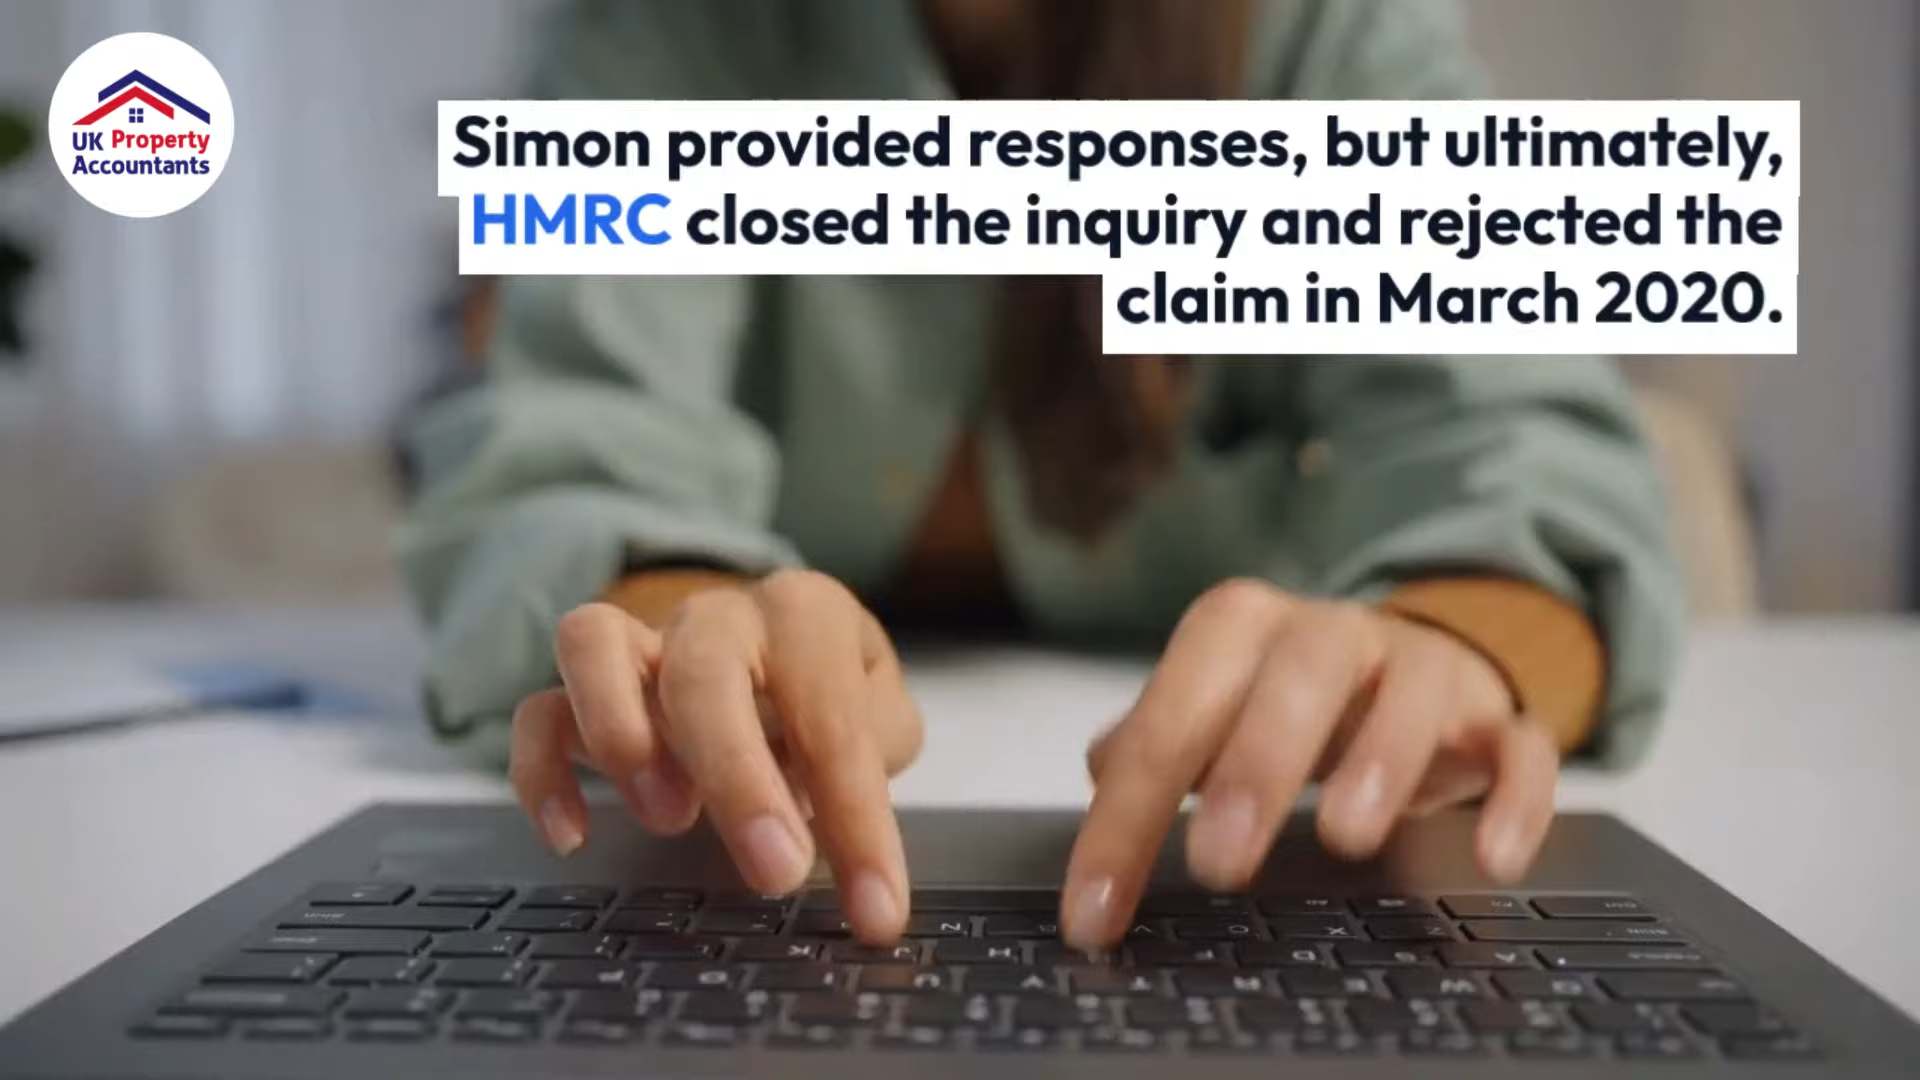 UK Property
Accountants
Simon provided responses, but ultimately,
HMRC closed the inquiry and rejected the
claim in March 2020.